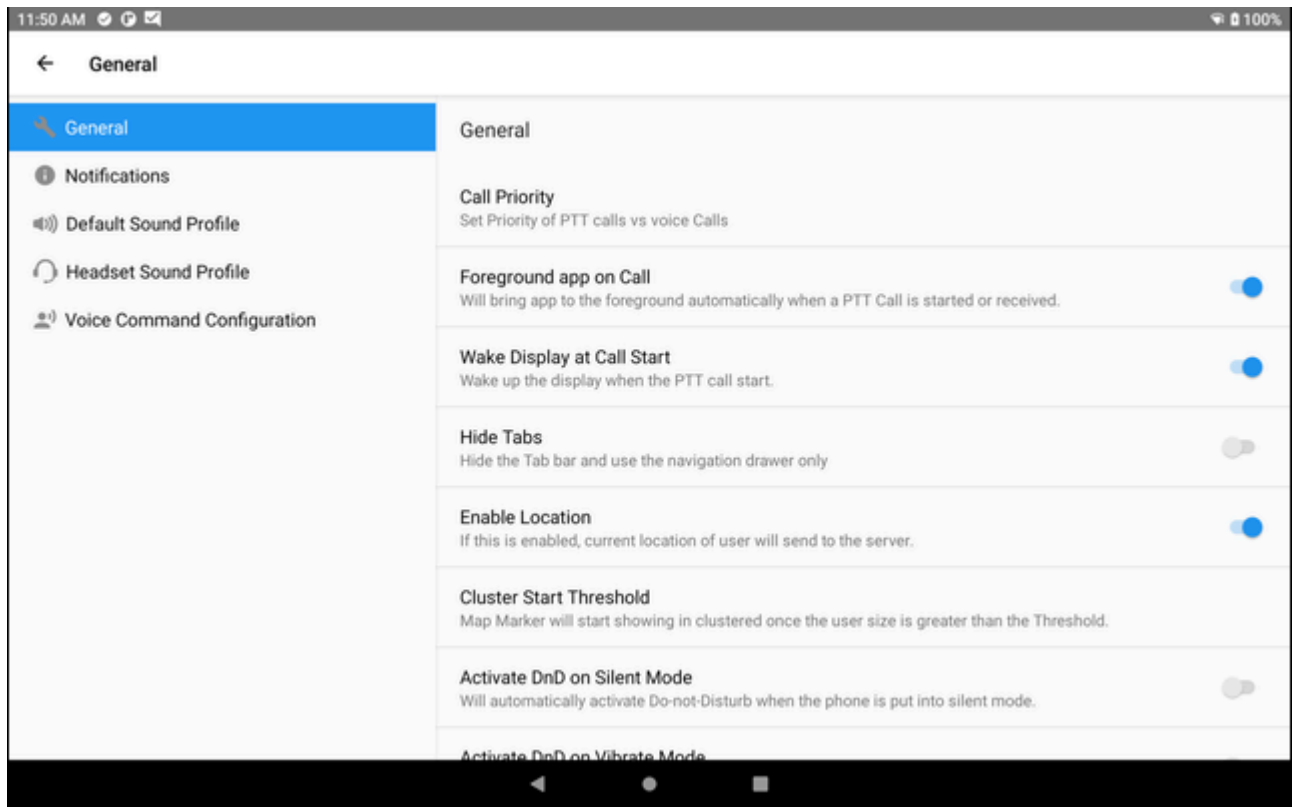 11:50 AM
100%
General
General
Notifications
Default Sound Profile
Headset Sound Profile
Voice Command Configuration
General
Call Priority
Set Priority of PTT calls vs voice Calls
Foreground app on Call
Will bring app to the foreground automatically when a PTT Call is started or received.
Wake Display at Call Start
Wake up the display when the PTT call start.
Hide Tabs
Hide the Tab bar and use the navigation drawer only
Enable Location
If this is enabled, current location of user will send to the server.
Cluster Start Threshold
Map Marker will start showing in clustered once the user size is greater than the Threshold.
Activate DnD on Silent Mode
Will automatically activate Do-not-Disturb when the phone is put into silent mode.
Activate DnD on Vibrate Mode